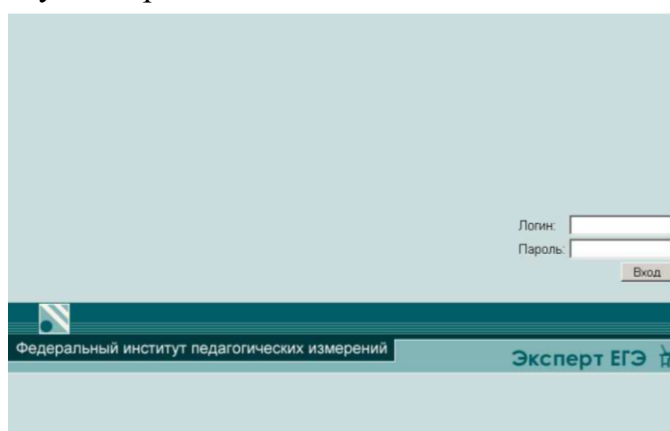 Логин:
Пароль:
Вход
Федеральный институт педагогических измерений
Эксперт ЕГЭ